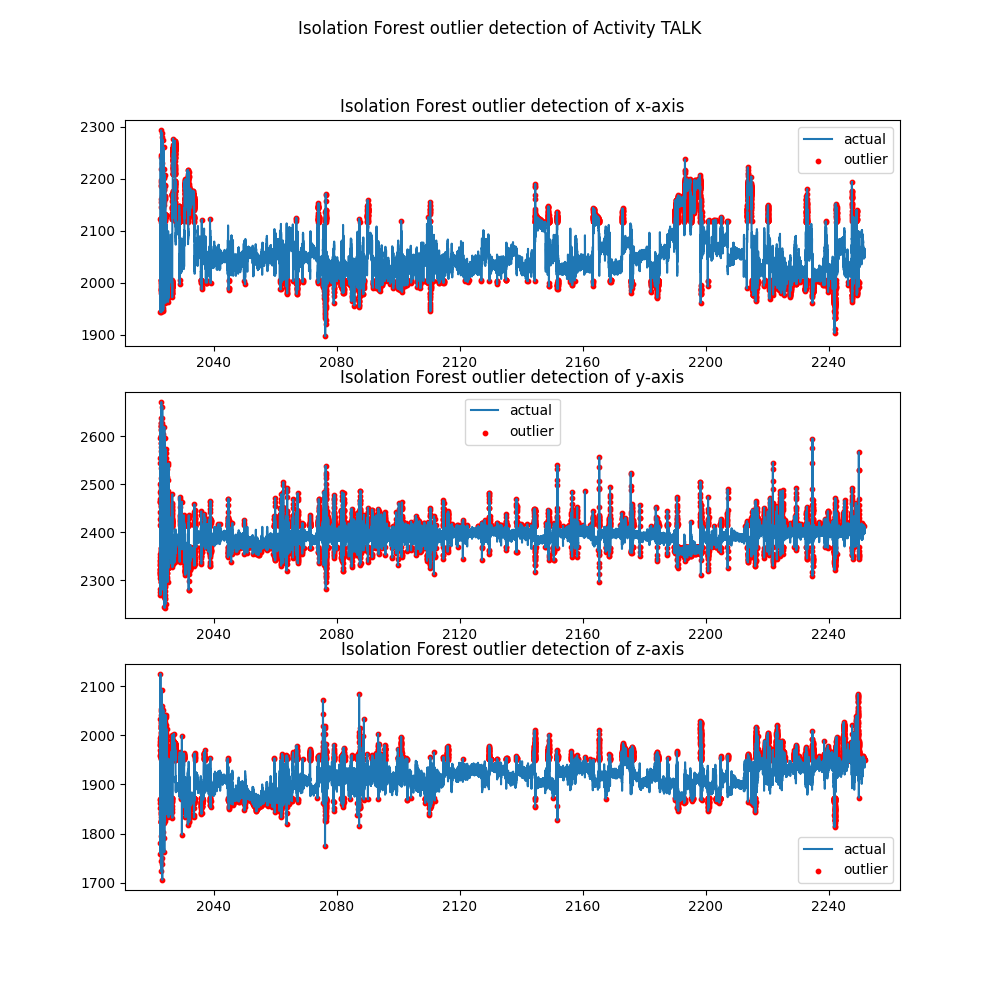 Isolation Forest outlier detection of Activity TALK
Isolation Forest outlier detection of x-axis
2300
2200
2100
2000
1900
actual
outlier
2040 2080 2120 2160 2200 2240
Isolation Forest outlier detection of y-axis
2600
2500
2400
2300
actual
outlier
2040 2080 2120 2160 2200 2240
Isolation Forest outlier detection of z-axis
2100
2000
1900
1800
1700
actual
outlier
2040 2080 2120 2160 2200 2240